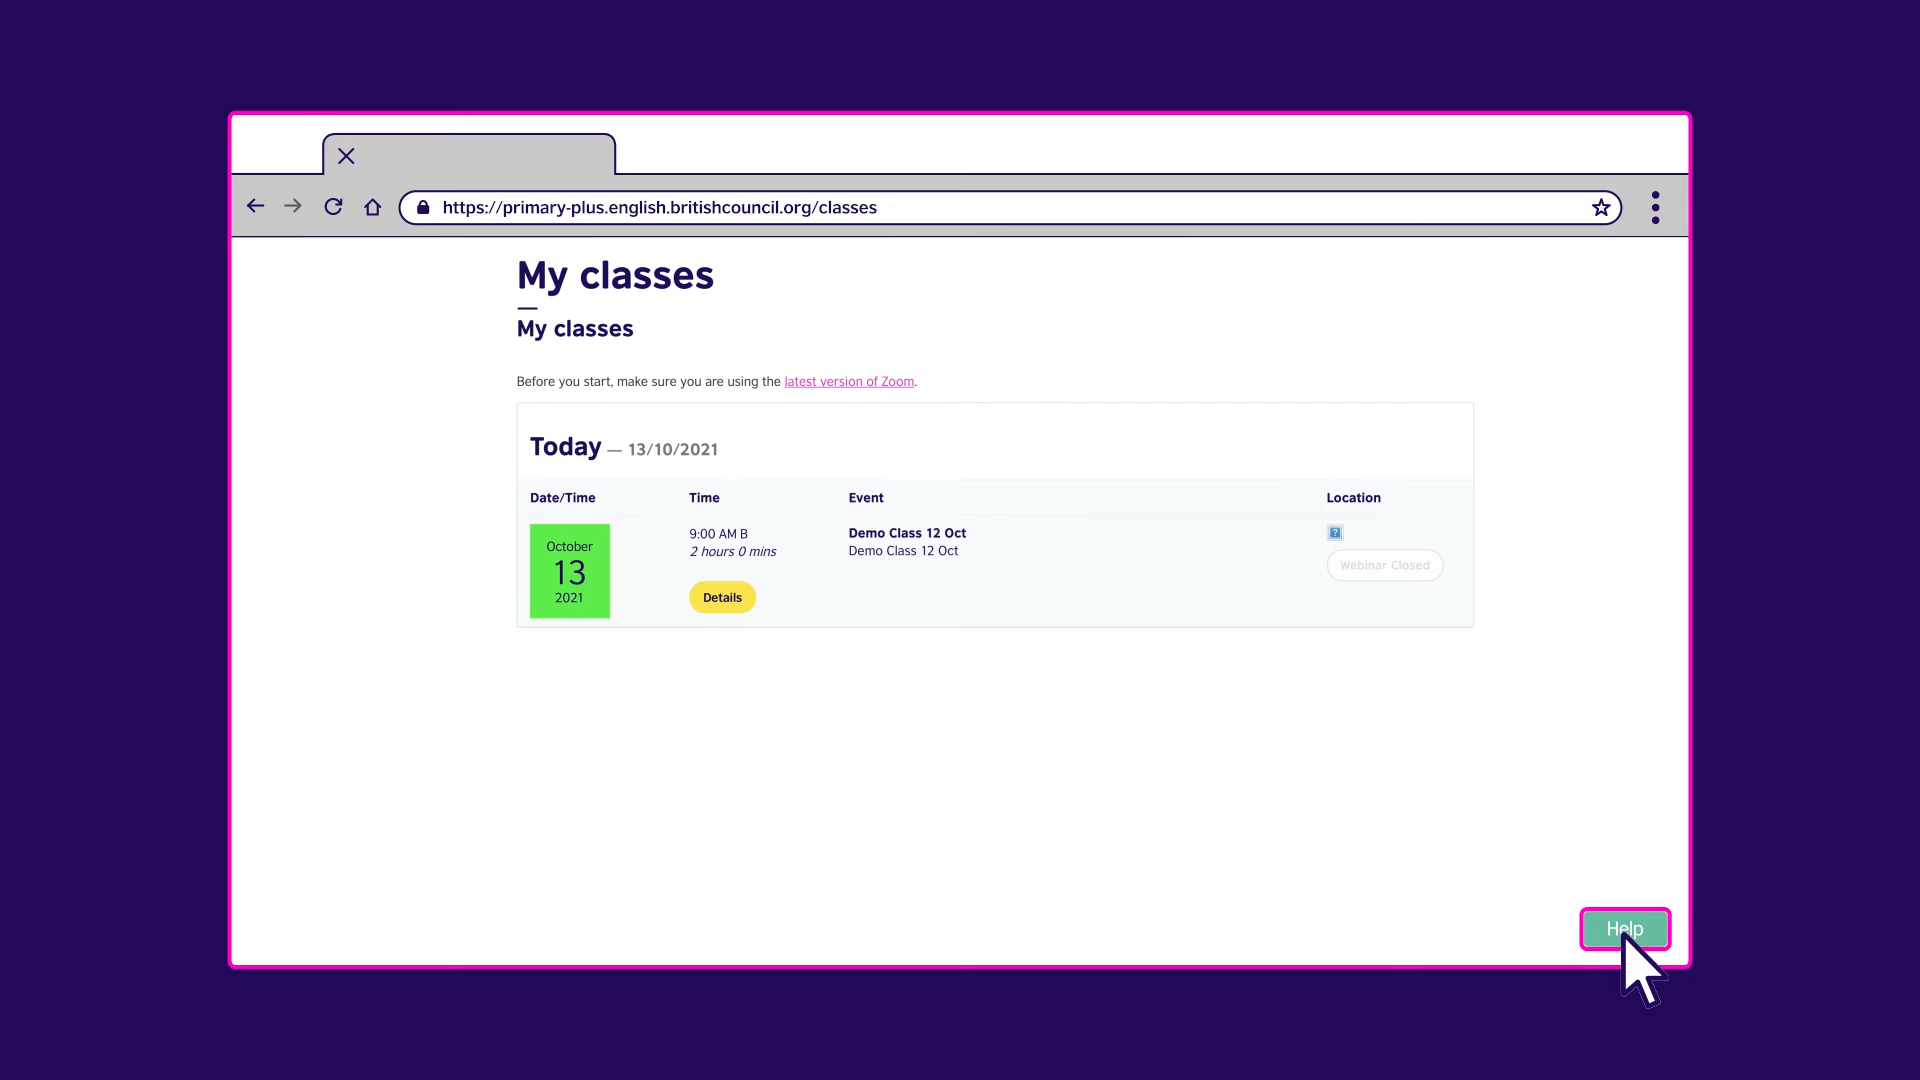 https://primary-plus.english.britishcouncil.org/classes
My classes
My classes
Before you start, make sure you are using the latest version of Zoom.
Today — 13/10/2021
Date/Time Time Event Location
October
13
2021
9:00 AM B
2 hours 0 mins
Details
Demo Class 12 Oct
Demo Class 12 Oct
?
Webinar Closed
Help